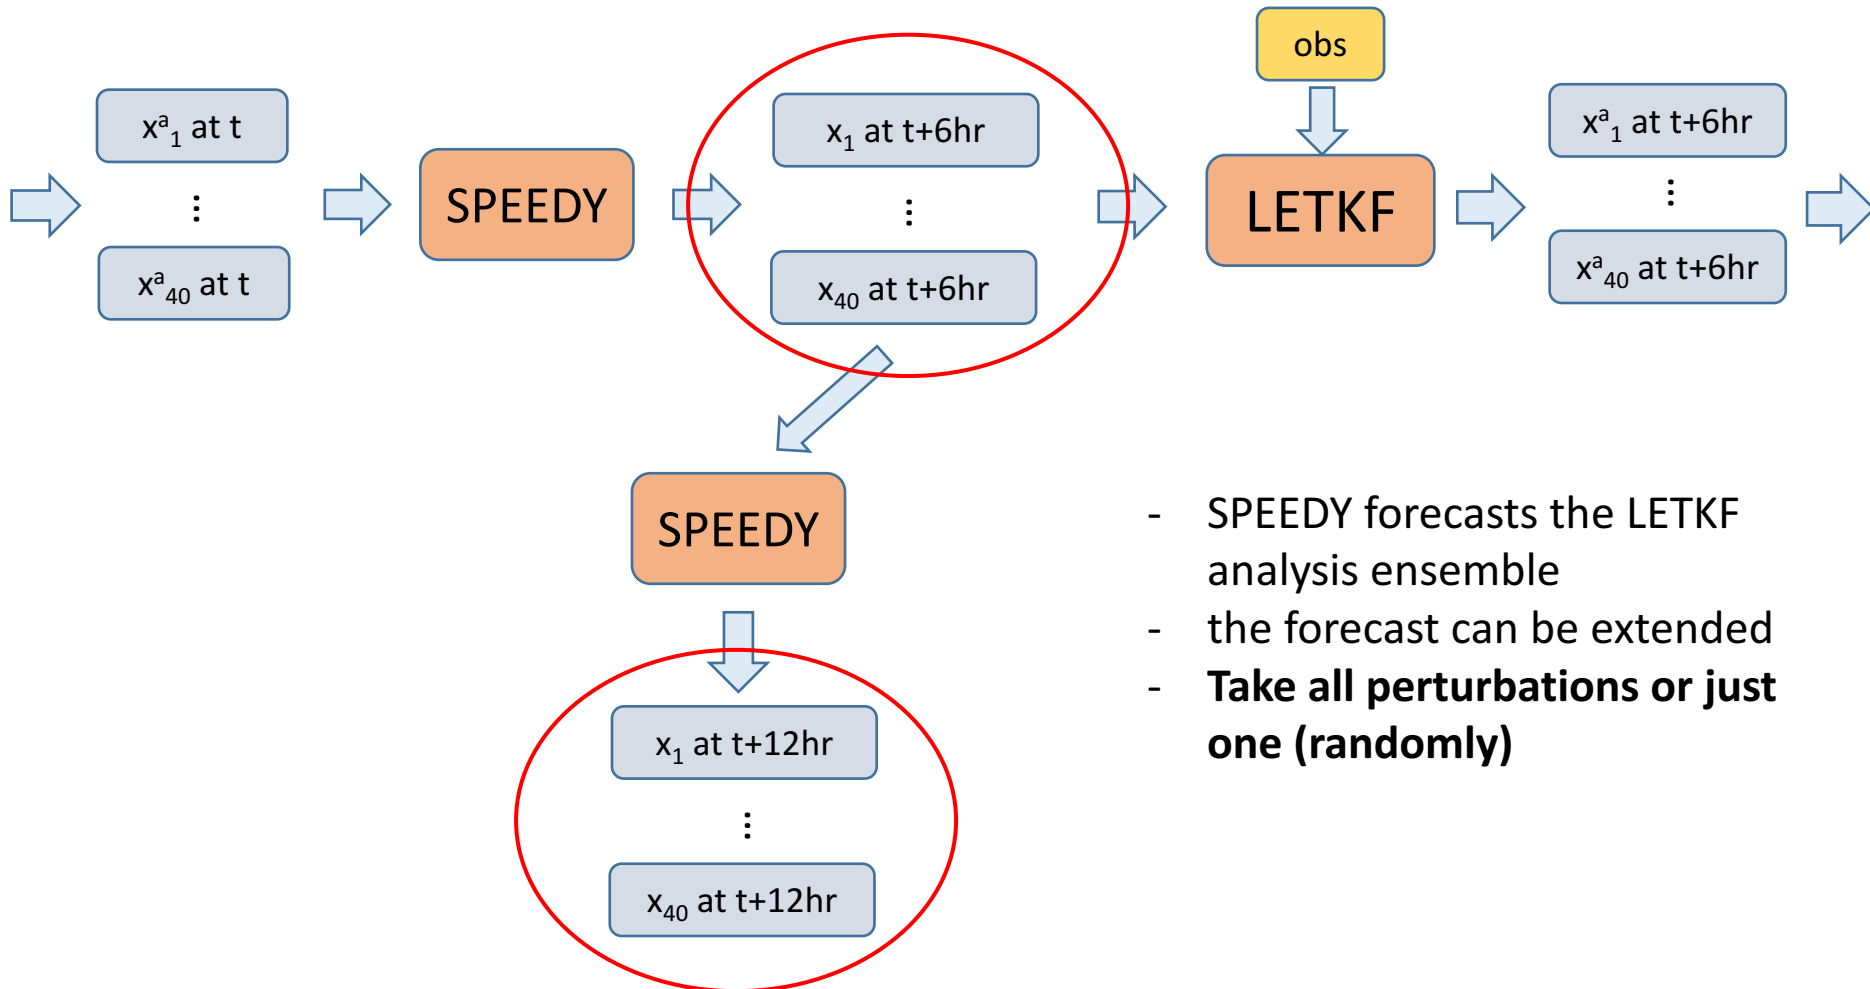 obs
xᵃ₁ at t
⋮
xᵃ₄₀ at t
SPEEDY
x₁ at t+6hr
⋮
x₄₀ at t+6hr
LETKF
xᵃ₁ at t+6hr
⋮
xᵃ₄₀ at t+6hr
SPEEDY
x₁ at t+12hr
⋮
x₄₀ at t+12hr
- SPEEDY forecasts the LETKF
analysis ensemble
- the forecast can be extended
- Take all perturbations or just
one (randomly)